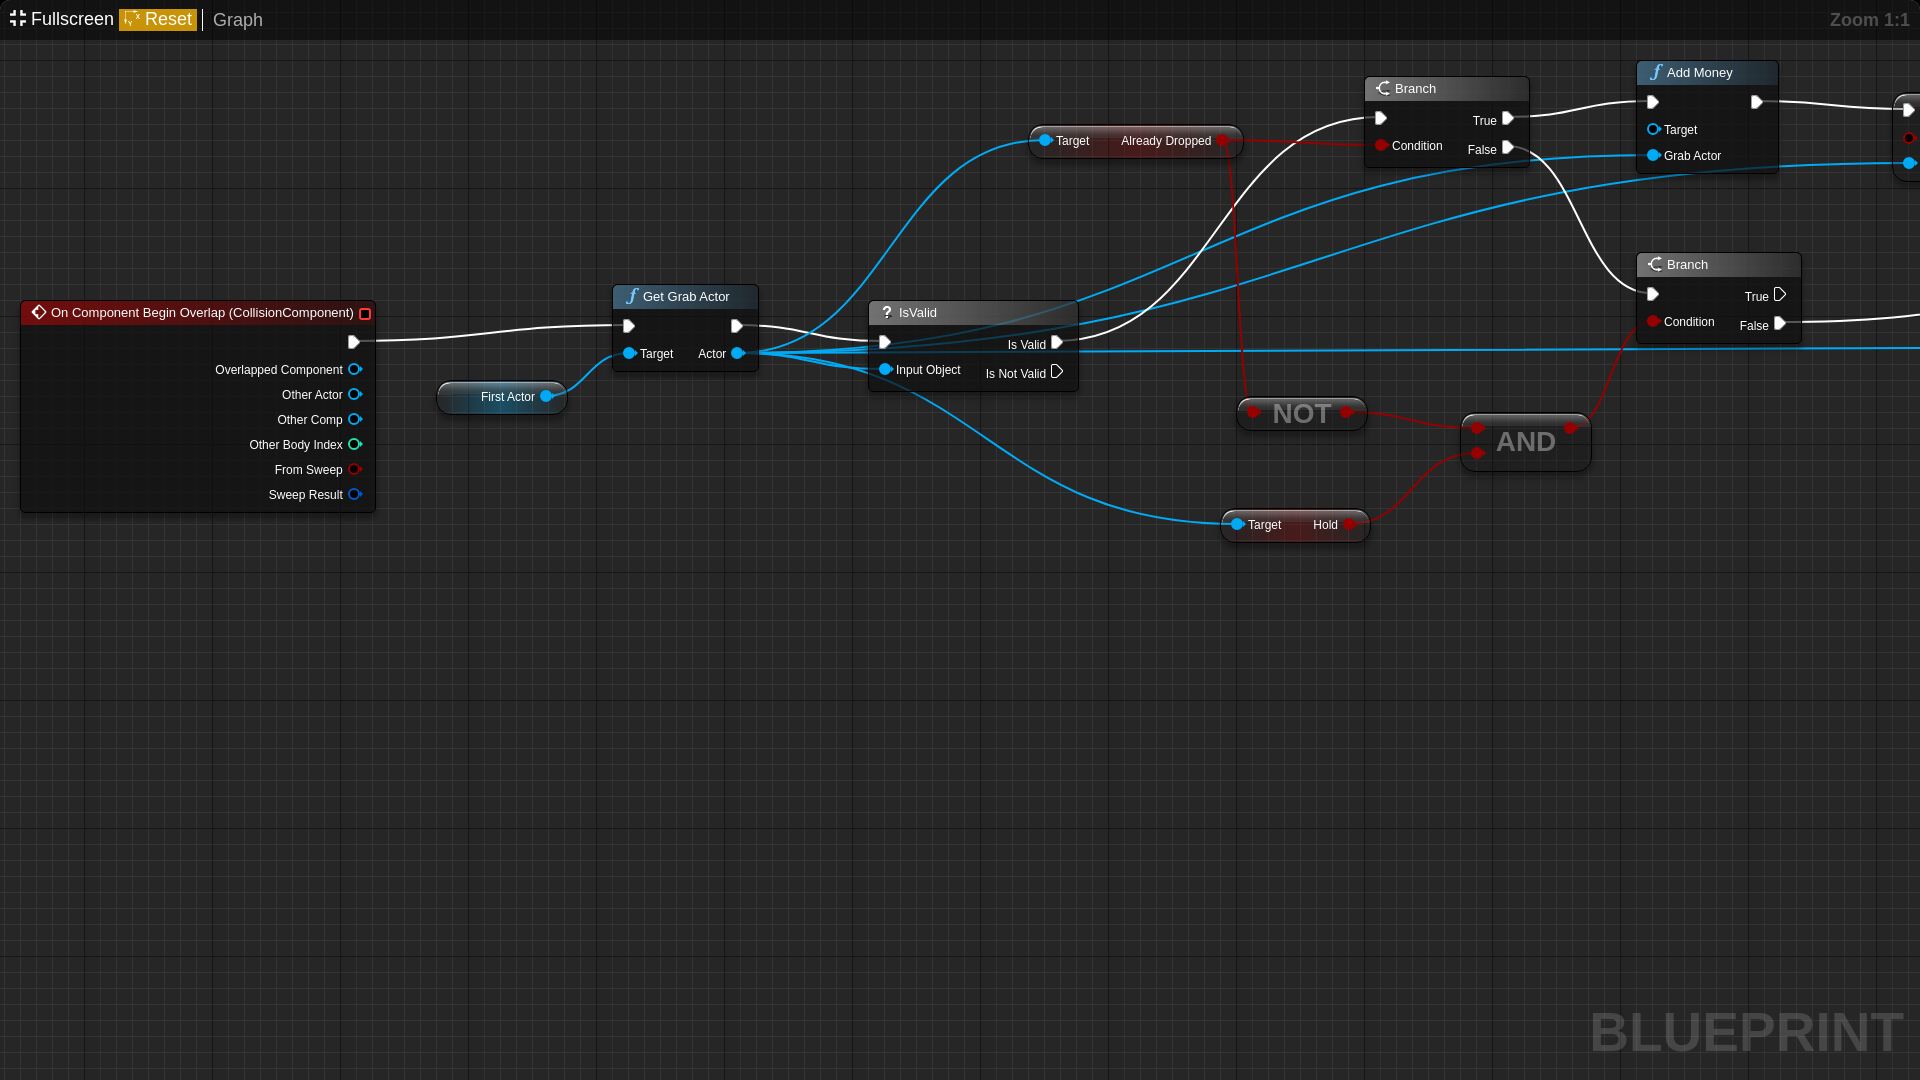 Fullscreen Reset Graph Zoom 1:1
On Component Begin Overlap (CollisionComponent)
Overlapped Component
Other Actor
Other Comp
Other Body Index
From Sweep
Sweep Result
First Actor
Get Grab Actor
Target Actor
? IsValid
Is Valid
Input Object
Is Not Valid
Target Already Dropped
Branch
True
Condition
False
f Add Money
Target
Grab Actor
Branch
True
Condition
False
NOT
AND
Target Hold
BLUEPRINT